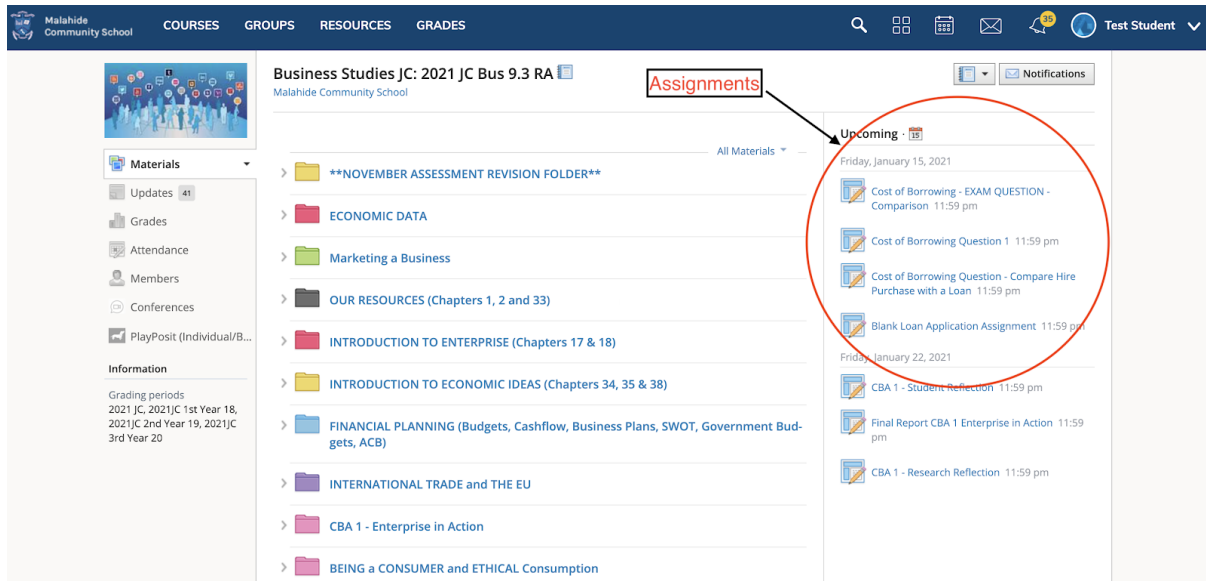 Malahide
Community School
COURSES
GROUPS
RESOURCES
GRADES
35
Test Student
Business Studies JC: 2021 JC Bus 9.3 RA
Malahide Community School
Assignments
Notifications
Materials
Updates 41
Grades
Attendance
Members
Conferences
PlayPosit (Individual/B...
Information
Grading periods
2021 JC, 2021JC 1st Year 18,
2021JC 2nd Year 19, 2021JC
3rd Year 20
All Materials
**NOVEMBER ASSESSMENT REVISION FOLDER**
ECONOMIC DATA
Marketing a Business
OUR RESOURCES (Chapters 1, 2 and 33)
INTRODUCTION TO ENTERPRISE (Chapters 17 & 18)
INTRODUCTION TO ECONOMIC IDEAS (Chapters 34, 35 & 38)
FINANCIAL PLANNING (Budgets, Cashflow, Business Plans, SWOT, Government Bud-
gets, ACB)
INTERNATIONAL TRADE and THE EU
CBA 1 - Enterprise in Action
BEING a CONSUMER and ETHICAL Consumption
Upcoming · 15
Friday, January 15, 2021
Cost of Borrowing - EXAM QUESTION -
Comparison 11:59 pm
Cost of Borrowing Question 1 11:59 pm
Cost of Borrowing Question - Compare Hire
Purchase with a Loan 11:59 pm
Blank Loan Application Assignment 11:59 pm
Friday, January 22, 2021
CBA 1 - Student Reflection 11:59 pm
Final Report CBA 1 Enterprise in Action 11:59
pm
CBA 1 - Research Reflection 11:59 pm